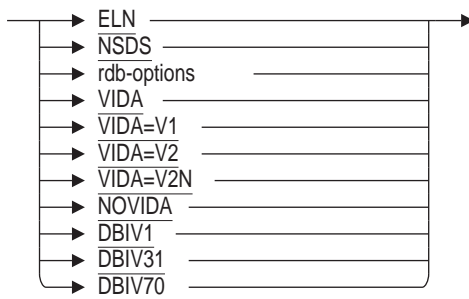 ELN
NSDS
rdb-options
VIDA
VIDA=V1
VIDA=V2
VIDA=V2N
NOVIDA
DBIV1
DBIV31
DBIV70